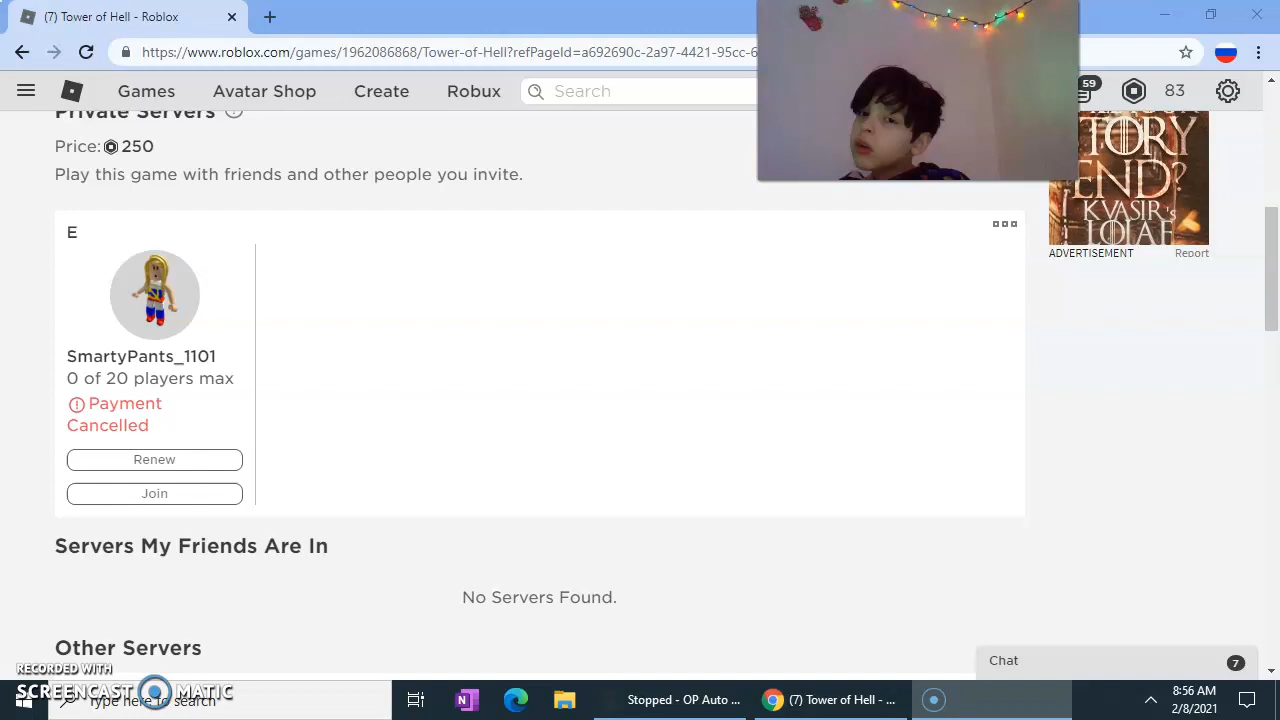 (7) Tower of Hell - Roblox
https://www.roblox.com/games/1962086868/Tower-of-Hell?refPageId=a692690c-2a97-4421-95cc-6
Games Avatar Shop Create Robux Search 59 83
Private Servers
Price: 250
Play this game with friends and other people you invite.
TORY
END?
KVASIR's
ADVERTISEMENT Report
E
SmartyPants_1101
0 of 20 players max
Payment
Cancelled
Renew
Join
Servers My Friends Are In
No Servers Found.
Other Servers
Chat 7
RECORDED WITH
SCREENCAST MATIC
Type here to search
Stopped - OP Auto ...
(7) Tower of Hell - ...
8:56 AM
2/8/2021